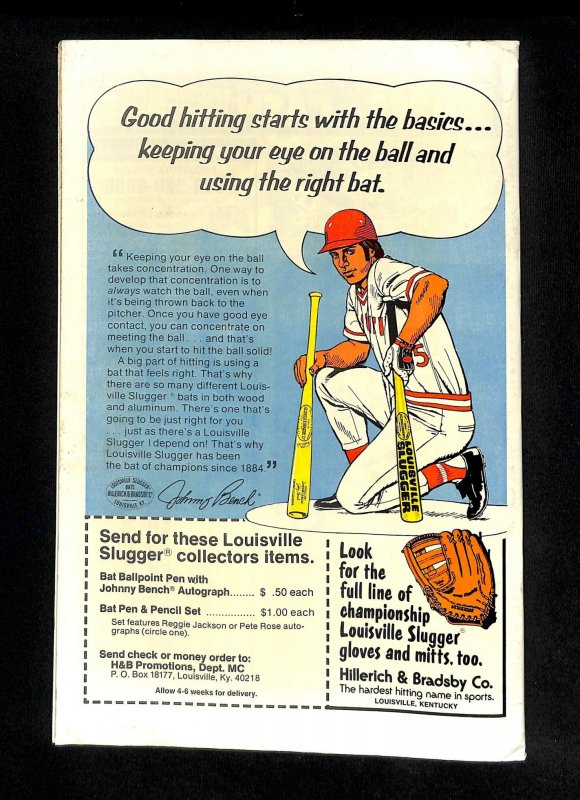 Good hitting starts with the basics...
keeping your eye on the ball and
using the right bat.
“ Keeping your eye on the ball
takes concentration. One way to
develop that concentration is to
always watch the ball, even when
it's being thrown back to the
pitcher. Once you have good eye
contact, you can concentrate on
meeting the ball . . . and that's
when you start to hit the ball solid!
A big part of hitting is using a
bat that feels right. That's why
there are so many different Louis-
ville Slugger® bats in both wood
and aluminum. There's one that's
going to be just right for you
. . . just as there's a Louisville
Slugger I depend on! That's why
Louisville Slugger has been
the bat of champions since 1884.”
LOUISVILLE SLUGGER®
BATS
HILLERICH & BRADSBY Cº
LOUISVILLE, KY.
Johnny Bench®
5
LOUISVILLE
SLUGGER
Send for these Louisville
Slugger® collectors items.
Bat Ballpoint Pen with
Johnny Bench® Autograph....... $ .50 each
Bat Pen & Pencil Set .............. $1.00 each
Set features Reggie Jackson or Pete Rose auto-
graphs (circle one).
Send check or money order to:
H&B Promotions, Dept. MC
P. O. Box 18177, Louisville, Ky. 40218
Allow 4-6 weeks for delivery.
Look
for the
full line of
championship
Louisville Slugger®
gloves and mitts, too.
Hillerich & Bradsby Co.
The hardest hitting name in sports.
LOUISVILLE, KENTUCKY